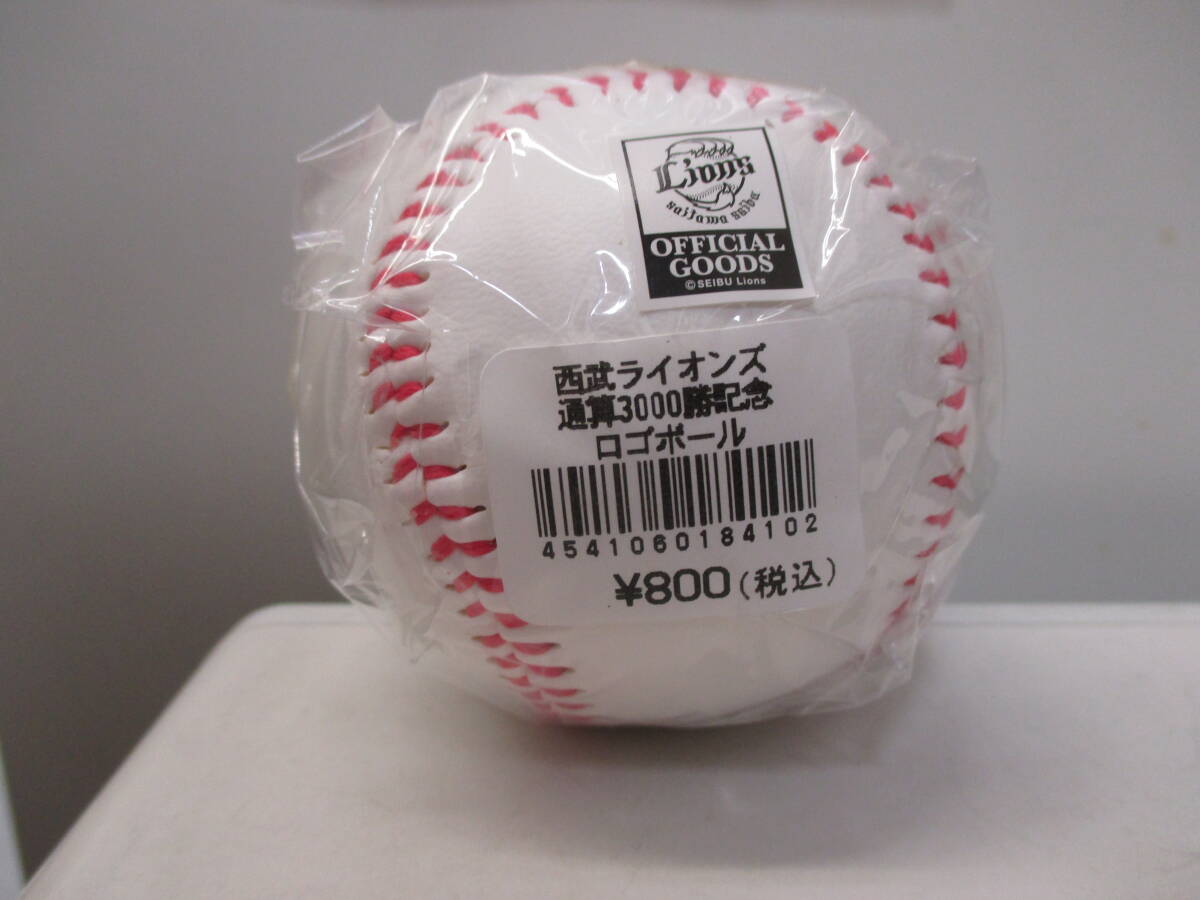 Lions
saitama seibu
OFFICIAL
GOODS
©SEIBU Lions
西武ライオンズ
通算3000勝記念
ロゴボール
4541060184102
¥800(税込)